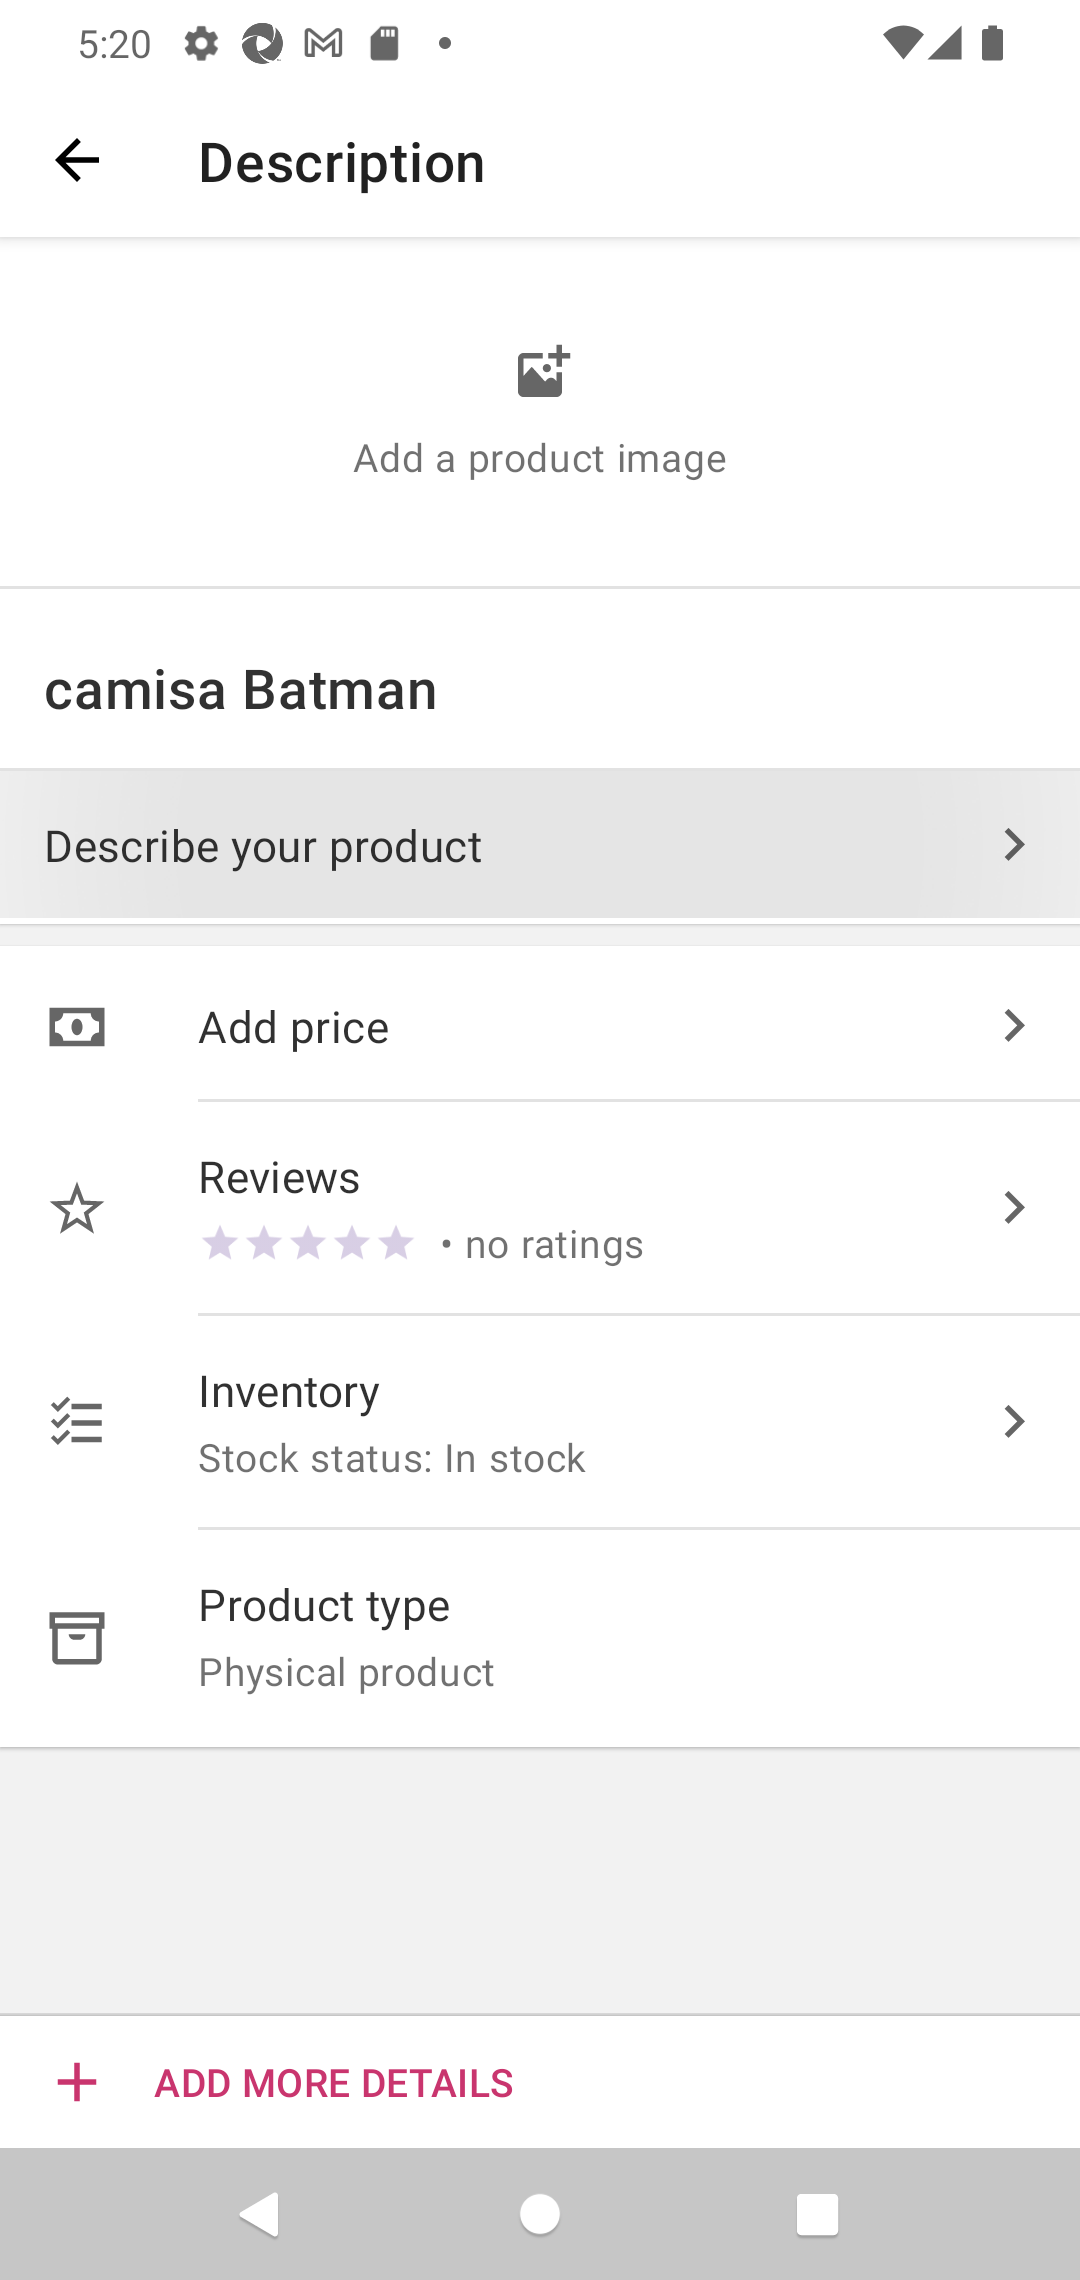 5:20
Description
Add a product image
camisa Batman
Describe your product
Add price
Reviews
• no ratings
Inventory
Stock status: In stock
Product type
Physical product
ADD MORE DETAILS